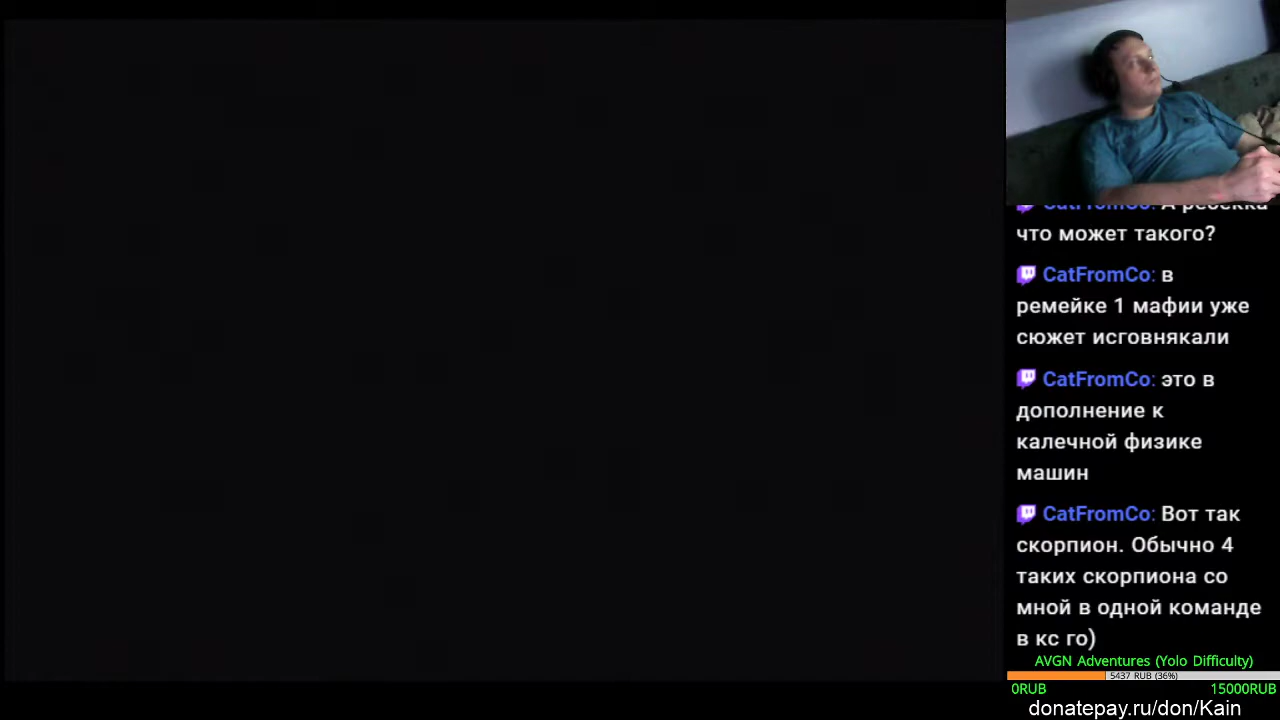 CatFromCo: А ребекка
что может такого?
CatFromCo: в
ремейке 1 мафии уже
сюжет исговнякали
CatFromCo: это в
дополнение к
калечной физике
машин
CatFromCo: Вот так
скорпион. Обычно 4
таких скорпиона со
мной в одной команде
в кс го)
AVGN Adventures (Yolo Difficulty)
5437 RUB (36%)
0RUB 15000RUB
donatepay.ru/don/Kain